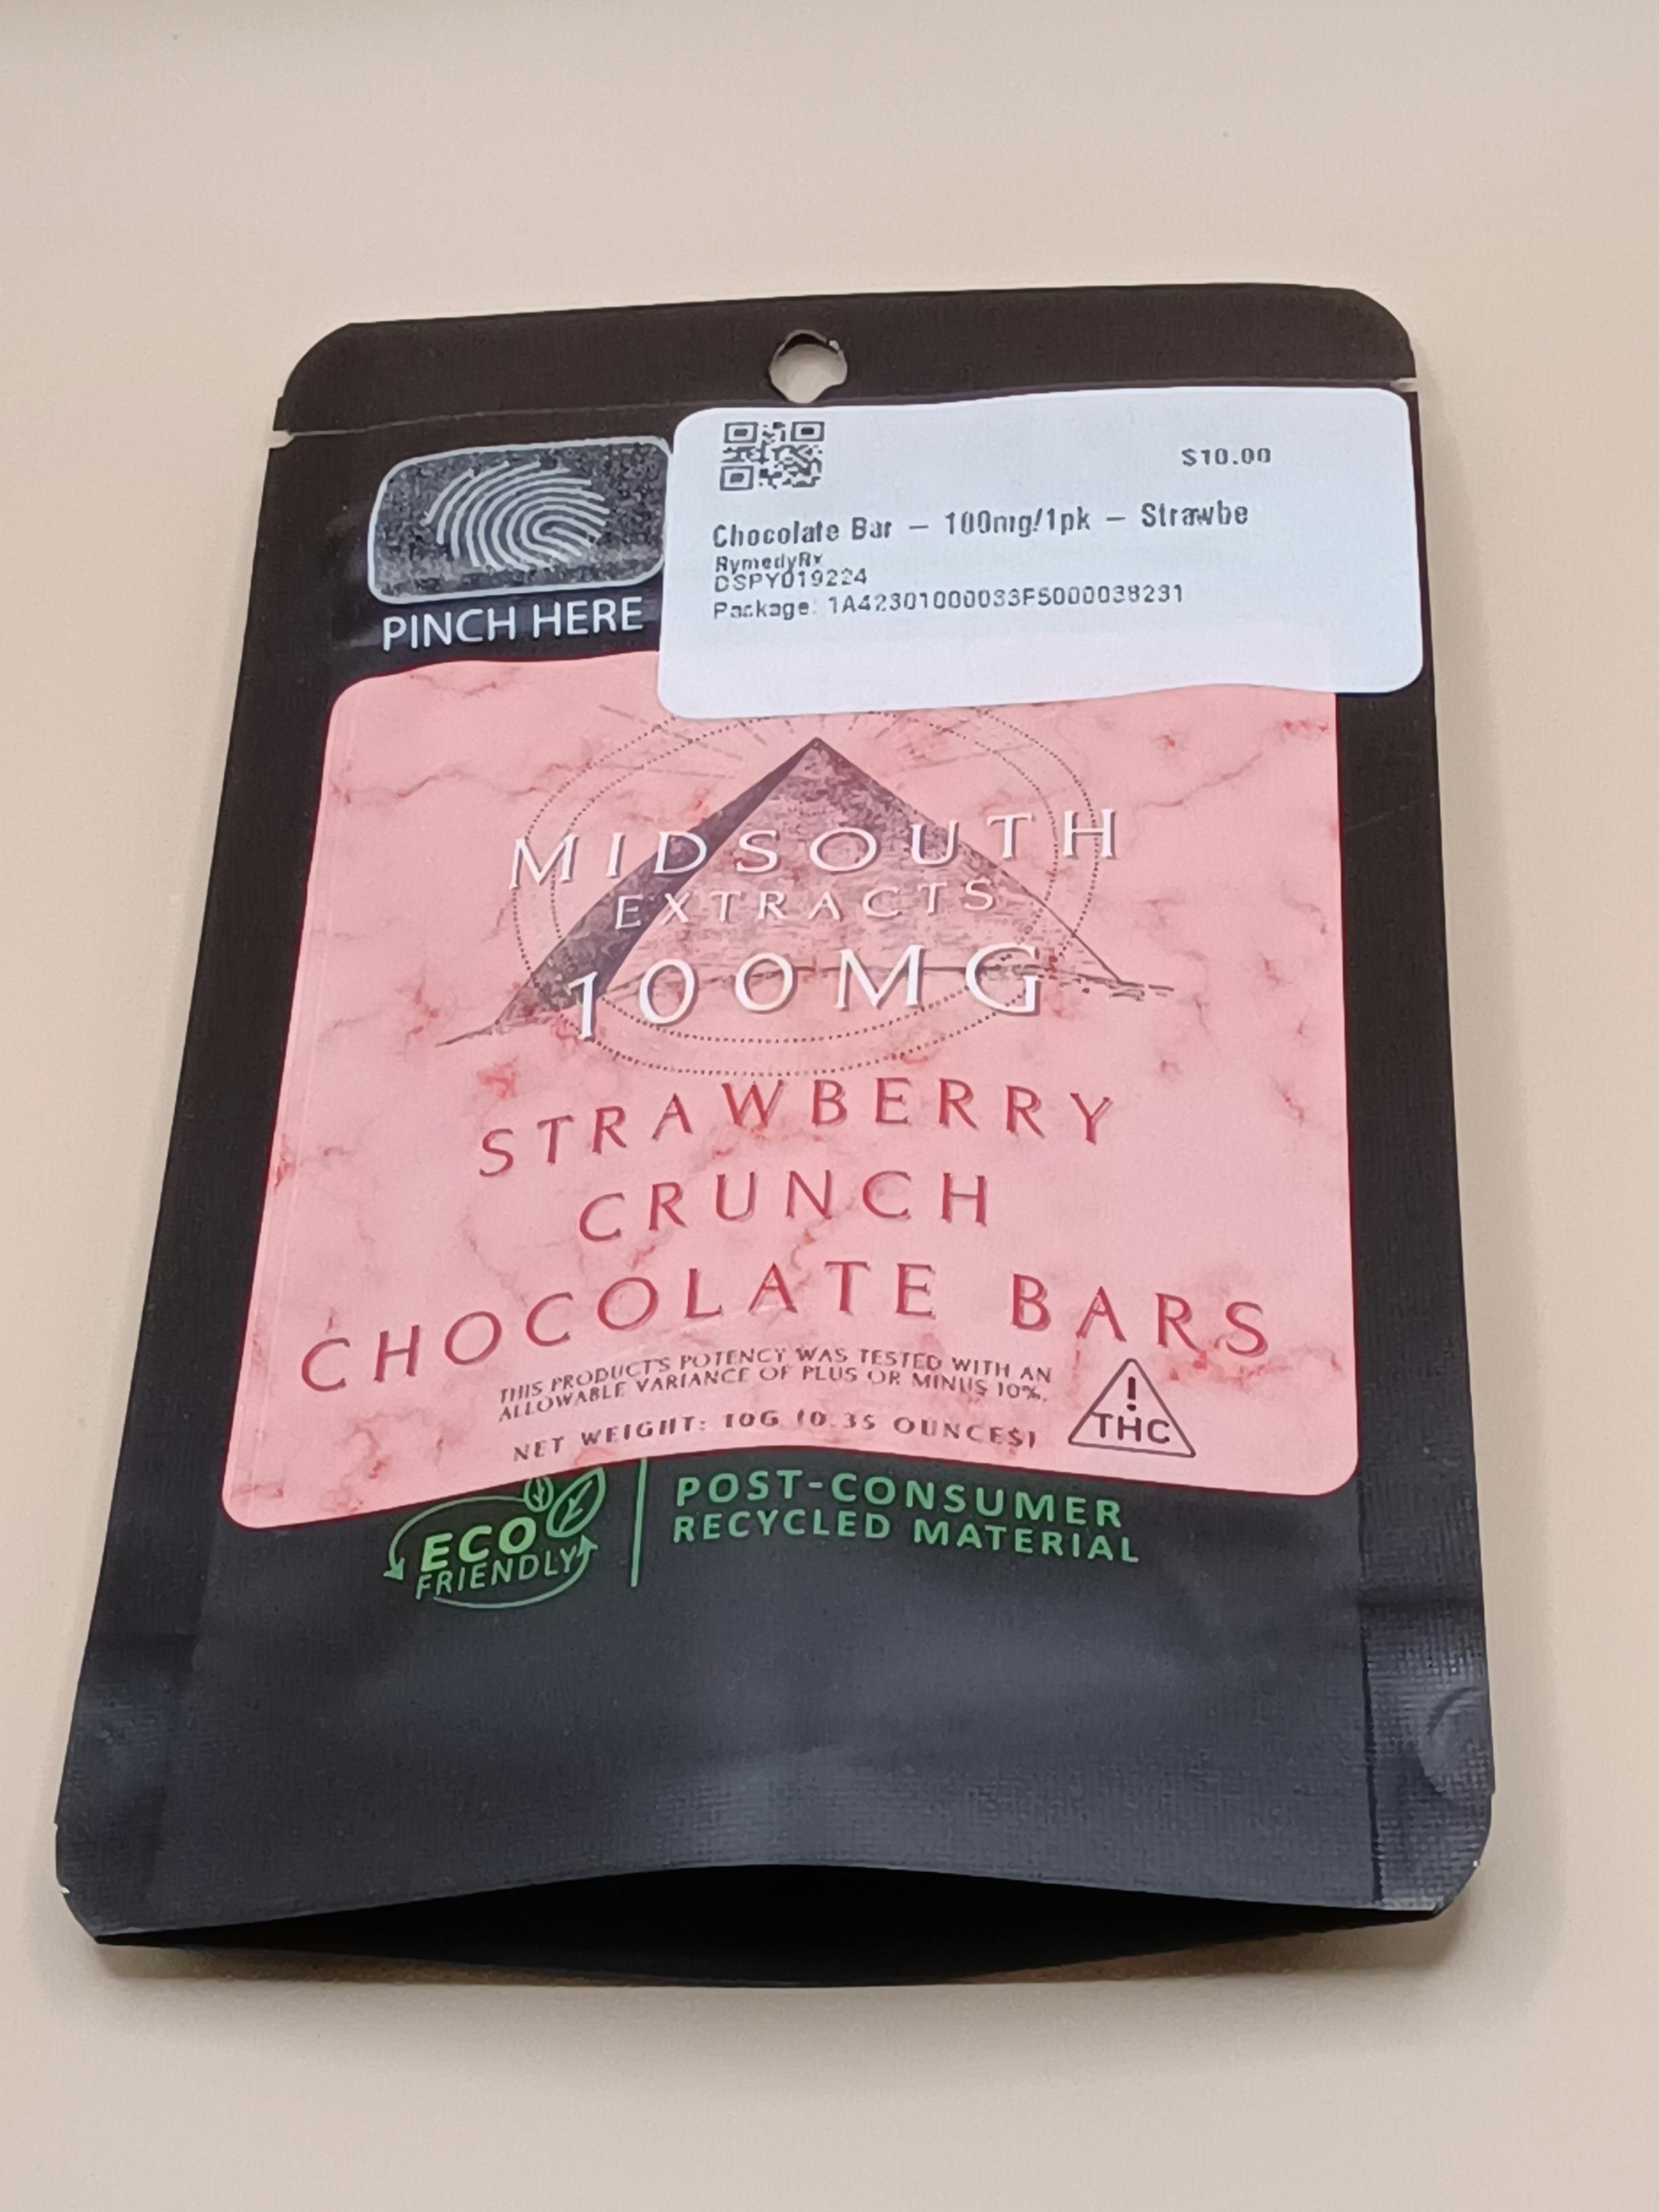 $10.00
Chocolate Bar – 100mg/1pk – Strawbe
RymedyRx
DSPY019224
Package: 1A42301000033F5000038231
PINCH HERE
MIDSOUTH
EXTRACTS
100MG
STRAWBERRY
CRUNCH
CHOCOLATE BARS
THIS PRODUCT'S POTENCY WAS TESTED WITH AN
ALLOWABLE VARIANCE OF PLUS OR MINUS 10%.
NET WEIGHT: 10G (0.35 OUNCES)
!
THC
ECO
FRIENDLY
POST-CONSUMER
RECYCLED MATERIAL